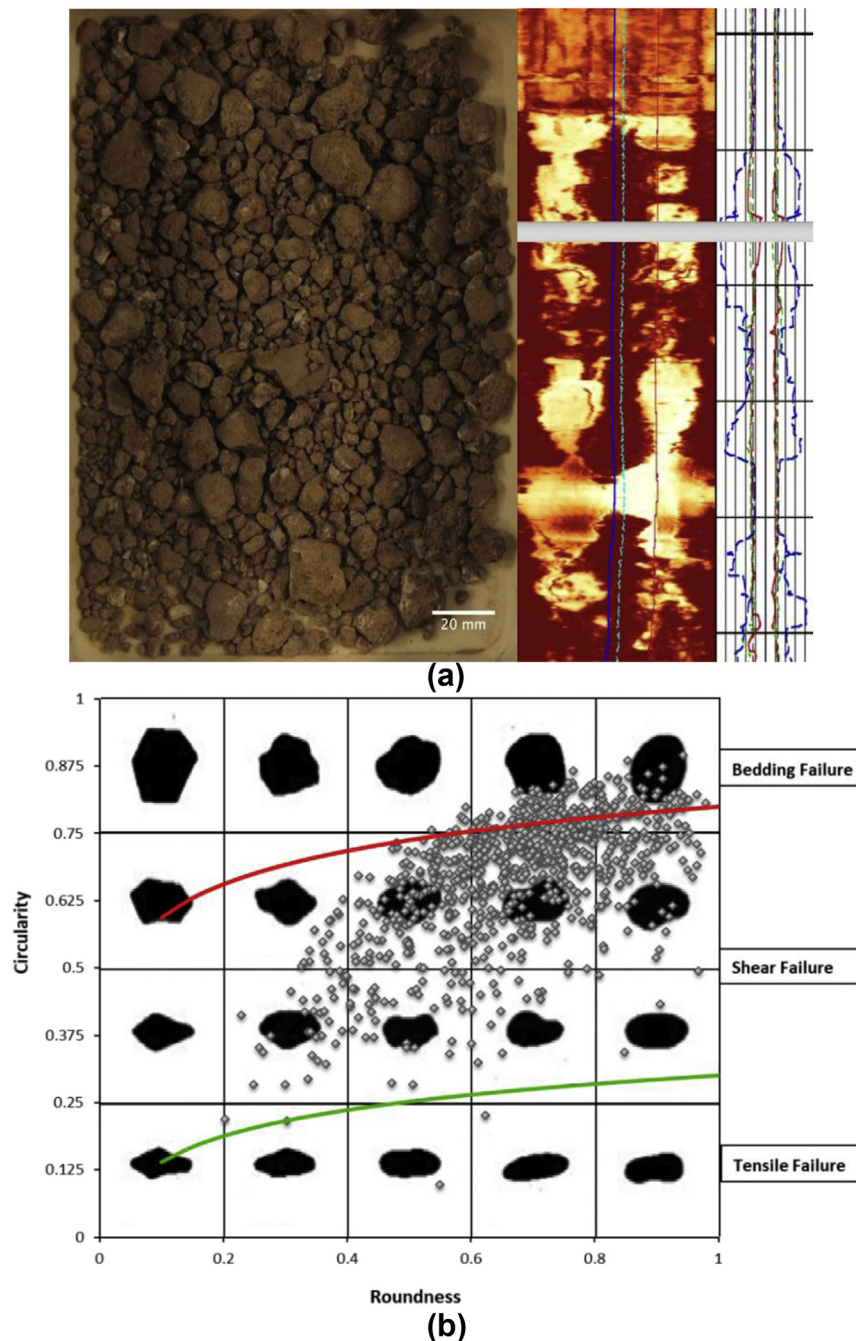 20 mm
(a)
1
0.875
0.75
0.625
0.5
0.375
0.25
0.125
0
Circularity
0
0.2
0.4
0.6
0.8
1
Roundness
Bedding Failure
Shear Failure
Tensile Failure
(b)